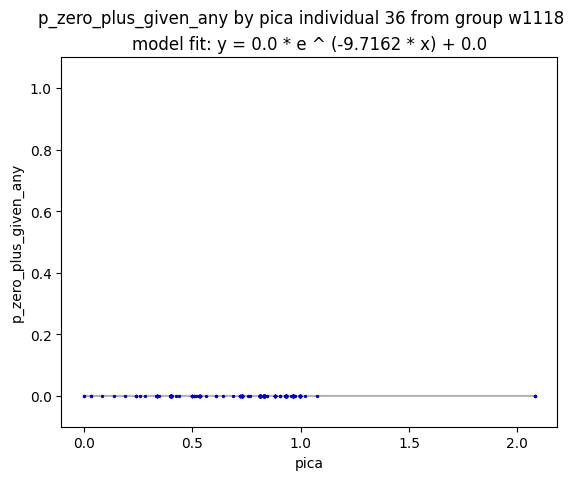 p_zero_plus_given_any by pica individual 36 from group w1118
model fit: y = 0.0 * e ^ (-9.7162 * x) + 0.0
1.0
0.8
0.6
0.4
0.2
0.0
p_zero_plus_given_any
0.0 0.5 1.0 1.5 2.0
pica